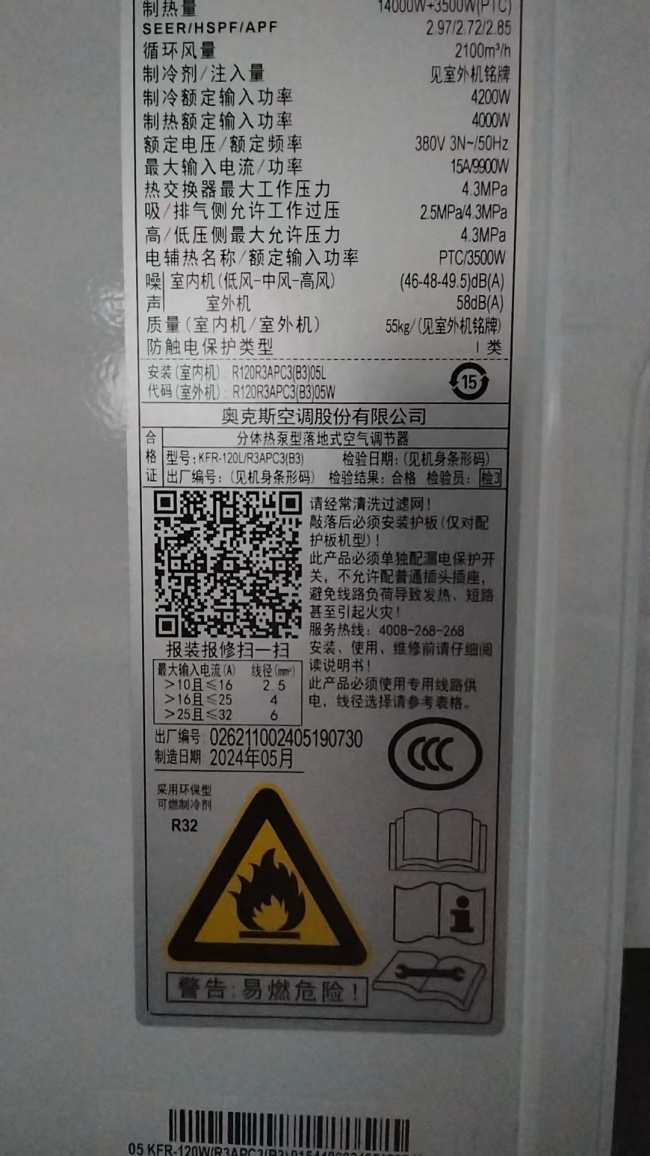 制热量 14000W+3500W(PTC)
SEER/HSPF/APF 2.97/2.72/2.85
循环风量 2100m³/h
制冷剂/注入量 见室外机铭牌
制冷额定输入功率 4200W
制热额定输入功率 4000W
额定电压/额定频率 380V 3N~/50Hz
最大输入电流/功率 15A/9900W
热交换器最大工作压力 4.3MPa
吸/排气侧允许工作过压 2.5MPa/4.3MPa
高/低压侧最大允许压力 4.3MPa
电辅热名称/额定输入功率 PTC/3500W
噪声 室内机(低风-中风-高风) (46-48-49.5)dB(A)
室外机 58dB(A)
质量(室内机/室外机) 55kg/(见室外机铭牌)
防触电保护类型 I 类
安装(室内机): R120R3APC3(B3)05L
代码(室外机): R120R3APC3(B3)05W
15
奥克斯空调股份有限公司
合格证
分体热泵型落地式空气调节器
型号:KFR-120L/R3APC3(B3) 检验日期:(见机身条形码)
出厂编号:(见机身条形码) 检验结果:合格 检验员:检3
请经常清洗过滤网!
敲落后必须安装护板(仅对配
护板机型)!
此产品必须单独配漏电保护开
关,不允许配普通插头插座,
避免线路负荷导致发热、短路
甚至引起火灾!
服务热线:4008-268-268
安装、使用、维修前请仔细阅
读说明书!
此产品必须使用专用线路供
电,线径选择请参考表格。
报装报修扫一扫
最大输入电流(A) 线径(mm²)
>10且≤16 2.5
>16且≤25 4
>25且≤32 6
出厂编号 026211002405190730
制造日期 2024年05月
CCC
采用环保型
可燃制冷剂
R32
警告:易燃危险!
05 KFR-120W/R3APC3(B3)